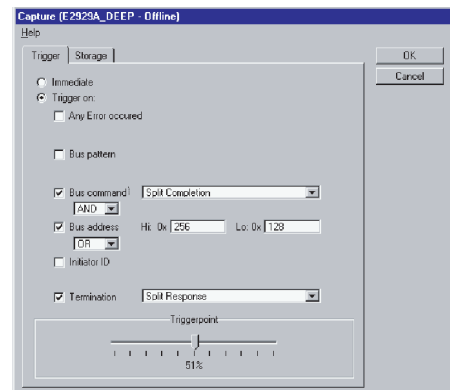 Capture (E2929A_DEEP - Offline)
Help
Trigger Storage
OK
Cancel
Immediate
Trigger on:
Any Error occured
Bus pattern
Bus command Split Completion
AND
Bus address Hi: 0x 256 Lo: 0x 128
OR
Initiator ID
Termination Split Response
Triggerpoint
51%